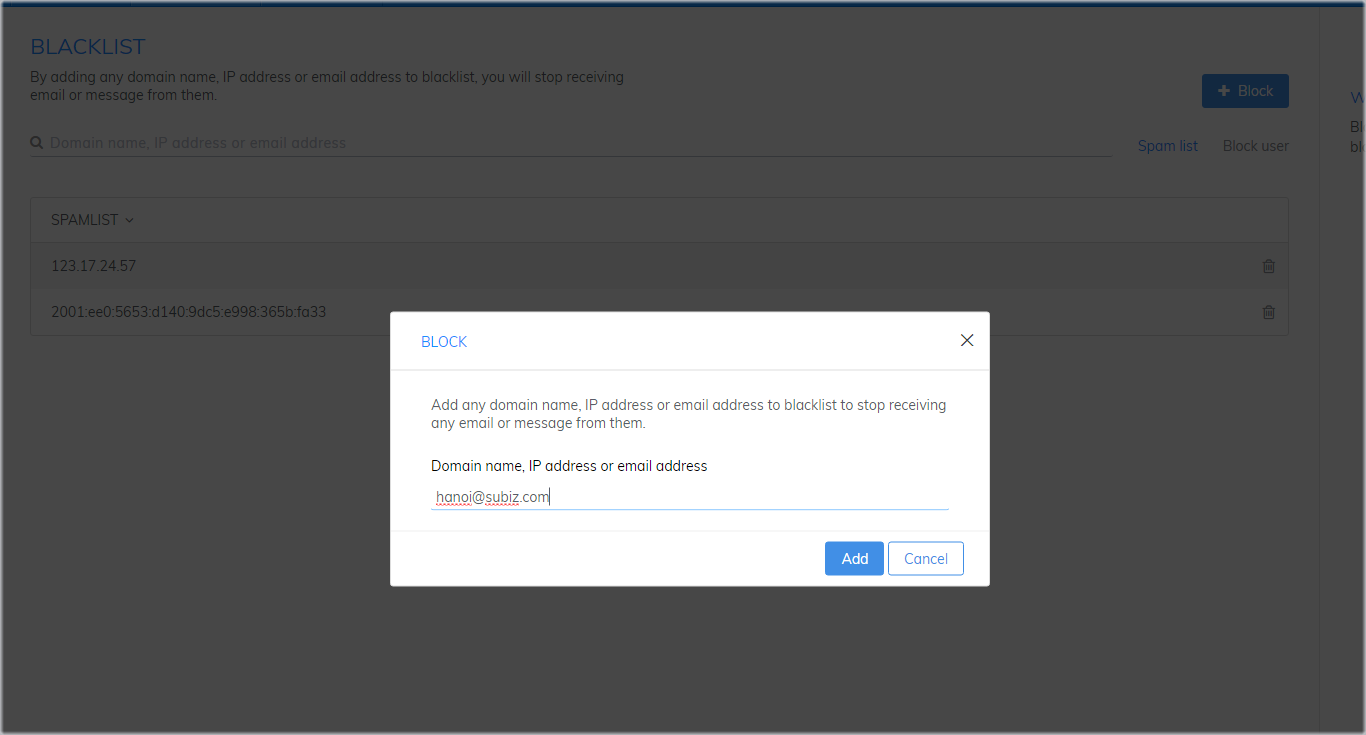 BLACKLIST
By adding any domain name, IP address or email address to blacklist, you will stop receiving
email or message from them.
Block
Domain name, IP address or email address
Spam list
Block user
SPAMLIST
123.17.24.57
2001:ee0:5653:d140:9dc5:e998:365b:fa33
BLOCK
Add any domain name, IP address or email address to blacklist to stop receiving
any email or message from them.
Domain name, IP address or email address
hanoi@subiz.com
Add
Cancel